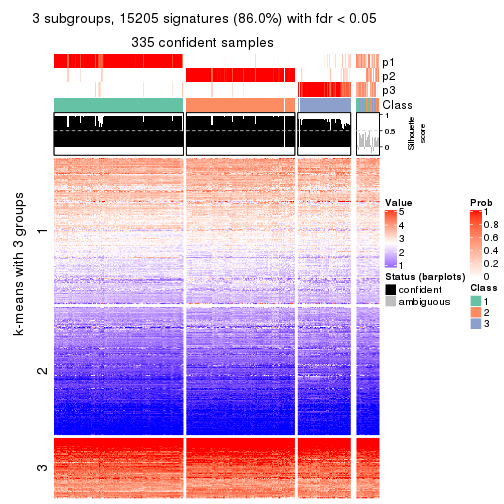 3 subgroups, 15205 signatures (86.0%) with fdr < 0.05
335 confident samples
p1
p2
p3
Class
1
0.5
0
Silhouette
score
k-means with 3 groups
1
2
3
Value
5
4
3
2
1
Status (barplots)
confident
ambiguous
Prob
1
0.8
0.6
0.4
0.2
0
Class
1
2
3